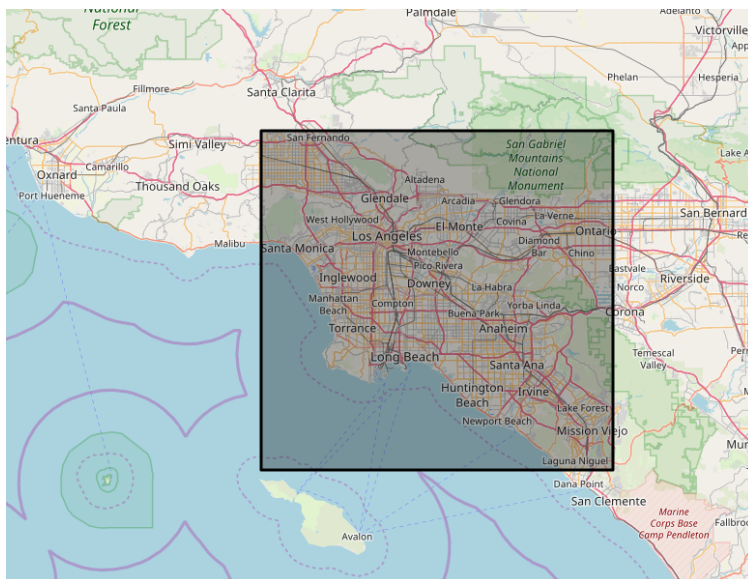 National
Forest
Palmdale
Adelanto
Victorville
Phelan
Hesperia
Fillmore
Santa Clarita
Santa Paula
San Fernando
Simi Valley
San Gabriel
Mountains
National
Monument
Camarillo
Oxnard
Port Hueneme
Thousand Oaks
Altadena
Glendale
Arcadia
Glendora
La Verne
San Bernard
West Hollywood
El Monte
Covina
Los Angeles
Ontario
Malibu
Santa Monica
Montebello
Diamond
Bar
Chino
Pico Rivera
Eastvale
Inglewood
Downey
La Habra
Norco
Riverside
Manhattan
Beach
Compton
Yorba Linda
Buena Park
Corona
Torrance
Anaheim
Long Beach
Temescal
Valley
Santa Ana
Huntington
Beach
Irvine
Lake Forest
Newport Beach
Mission Viejo
Laguna Niguel
Dana Point
San Clemente
Marine
Corps Base
Camp Pendleton
Fallbro
Avalon